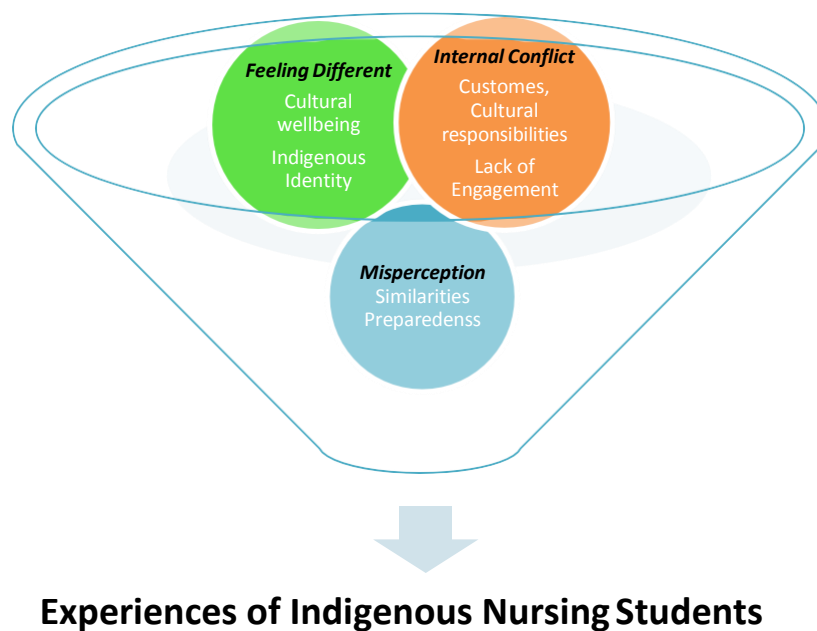 Feeling Different
Cultural
wellbeing
Indigenous
Identity
Internal Conflict
Customes,
Cultural
responsibilities
Lack of
Engagement
Misperception
Similarities
Preparedenss
Experiences of Indigenous Nursing Students